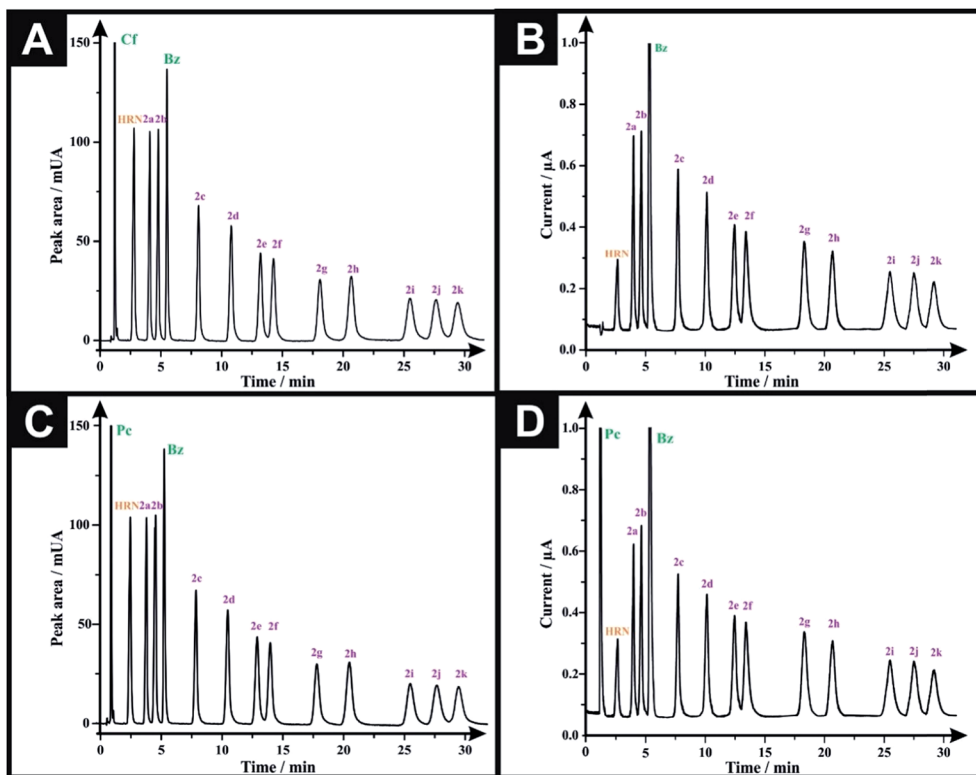 A
Cf
Bz
HRN 2a 2b
2c
2d
2e 2f
2g 2h
2i 2j 2k
150
100
50
0
Peak area / mUA
0 5 10 15 20 25 30
Time / min
B
Bz
2b
2a
2c
2d
2e 2f
2g
2h
HRN
2i 2j 2k
1.0
0.8
0.6
0.4
0.2
0.0
Current / µA
0 5 10 15 20 25 30
Time / min
C
Pc
Bz
HRN 2a 2b
2c
2d
2e 2f
2g 2h
2i 2j 2k
150
100
50
0
Peak area / mUA
0 5 10 15 20 25 30
Time / min
D
Pc
Bz
2b
2a
2c
2d
2e 2f
2g 2h
HRN
2i 2j 2k
1.0
0.8
0.6
0.4
0.2
0.0
Current / µA
0 5 10 15 20 25 30
Time / min